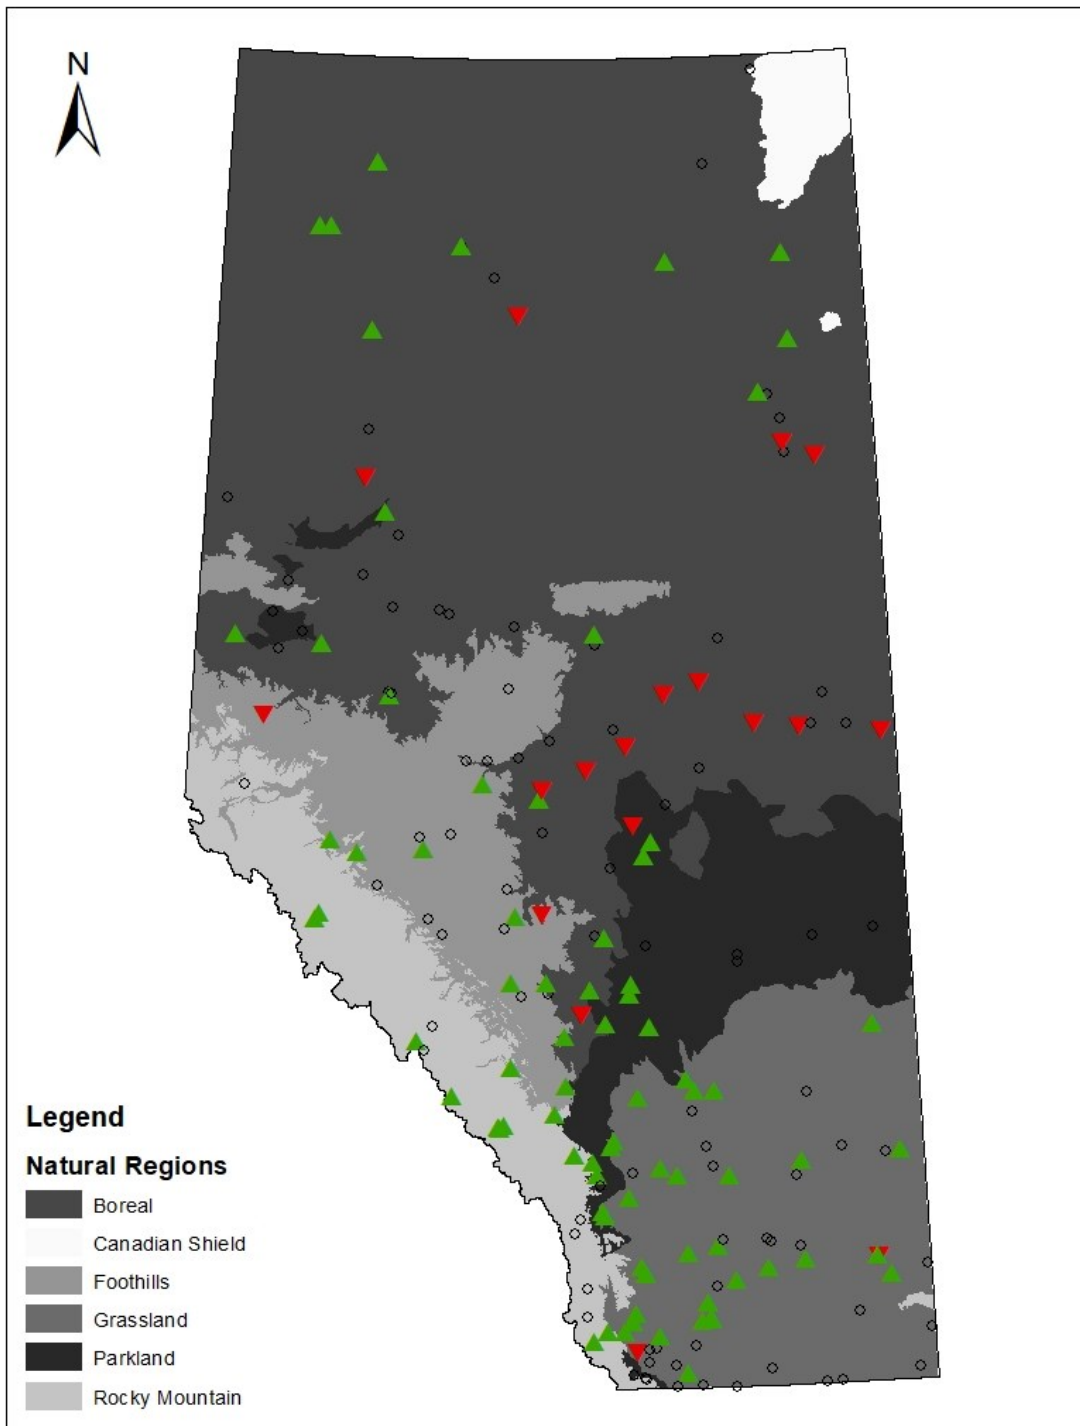 N
Legend
Natural Regions
Boreal
Canadian Shield
Foothills
Grassland
Parkland
Rocky Mountain